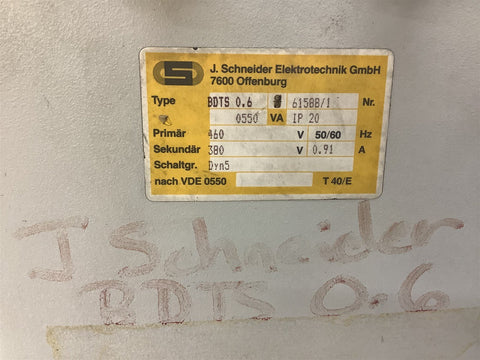 J. Schneider Elektrotechnik GmbH
7600 Offenburg
Type BDTS 0.6 6158B/1 Nr.
0550 VA IP 20
Primär 460 V 50/60 Hz
Sekundär 380 V 0.91 A
Schaltgr. Dyn5
nach VDE 0550 T 40/E
J Schneider
BDTS 0.6